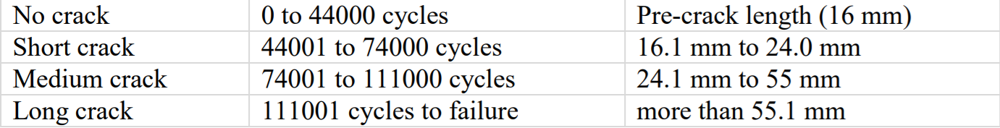 No crack 0 to 44000 cycles Pre-crack length (16 mm)
Short crack 44001 to 74000 cycles 16.1 mm to 24.0 mm
Medium crack 74001 to 111000 cycles 24.1 mm to 55 mm
Long crack 111001 cycles to failure more than 55.1 mm